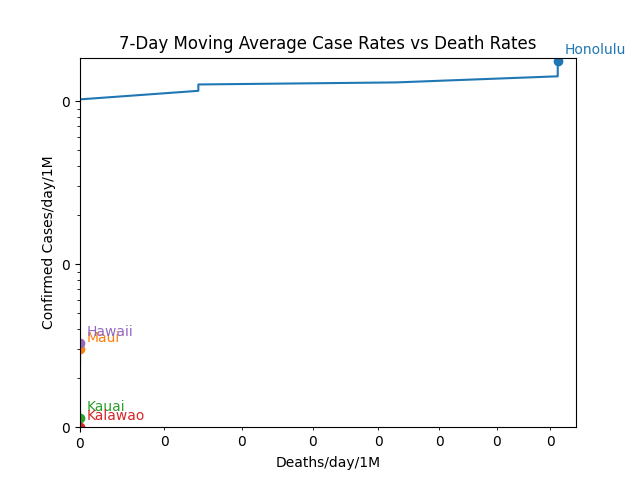 7-Day Moving Average Case Rates vs Death Rates
Honolulu
0
0
Hawaii
Maui
Kauai
Kalawao
0
0 0 0 0 0 0 0 0
Deaths/day/1M
Confirmed Cases/day/1M